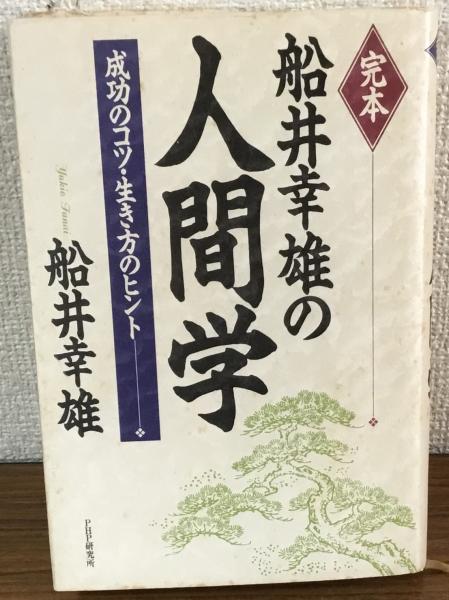 完本
船井幸雄の
人間学
成功のコツ・生き方のヒント
Yukio Funai
船井幸雄
PHP研究所